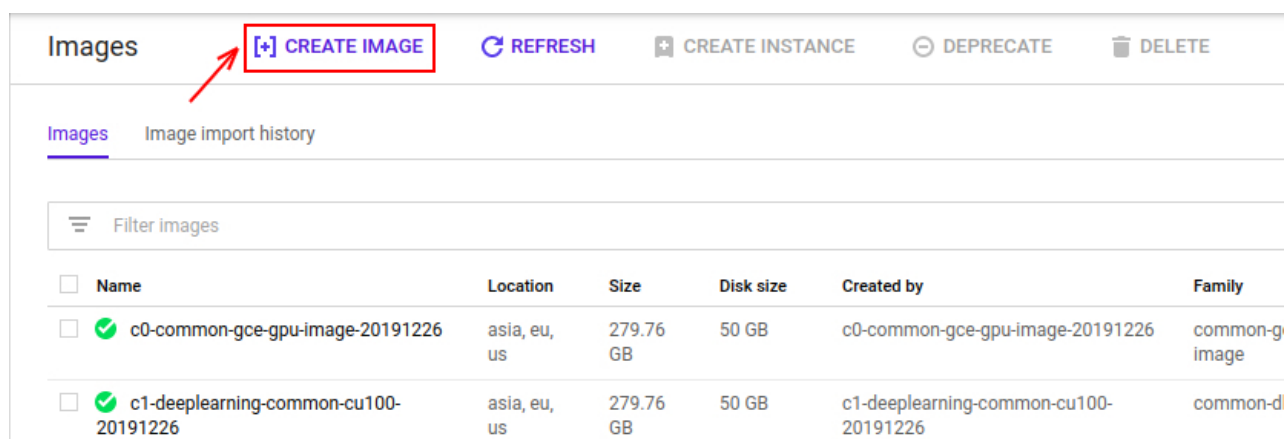 Images [+] CREATE IMAGE REFRESH CREATE INSTANCE DEPRECATE DELETE
Images Image import history
Filter images
Name Location Size Disk size Created by Family
c0-common-gce-gpu-image-20191226 asia, eu, 279.76 50 GB c0-common-gce-gpu-image-20191226
us GB image
c1-deeplearning-common-cu100- asia, eu, 279.76 50 GB c1-deeplearning-common-cu100-
20191226 us GB 20191226